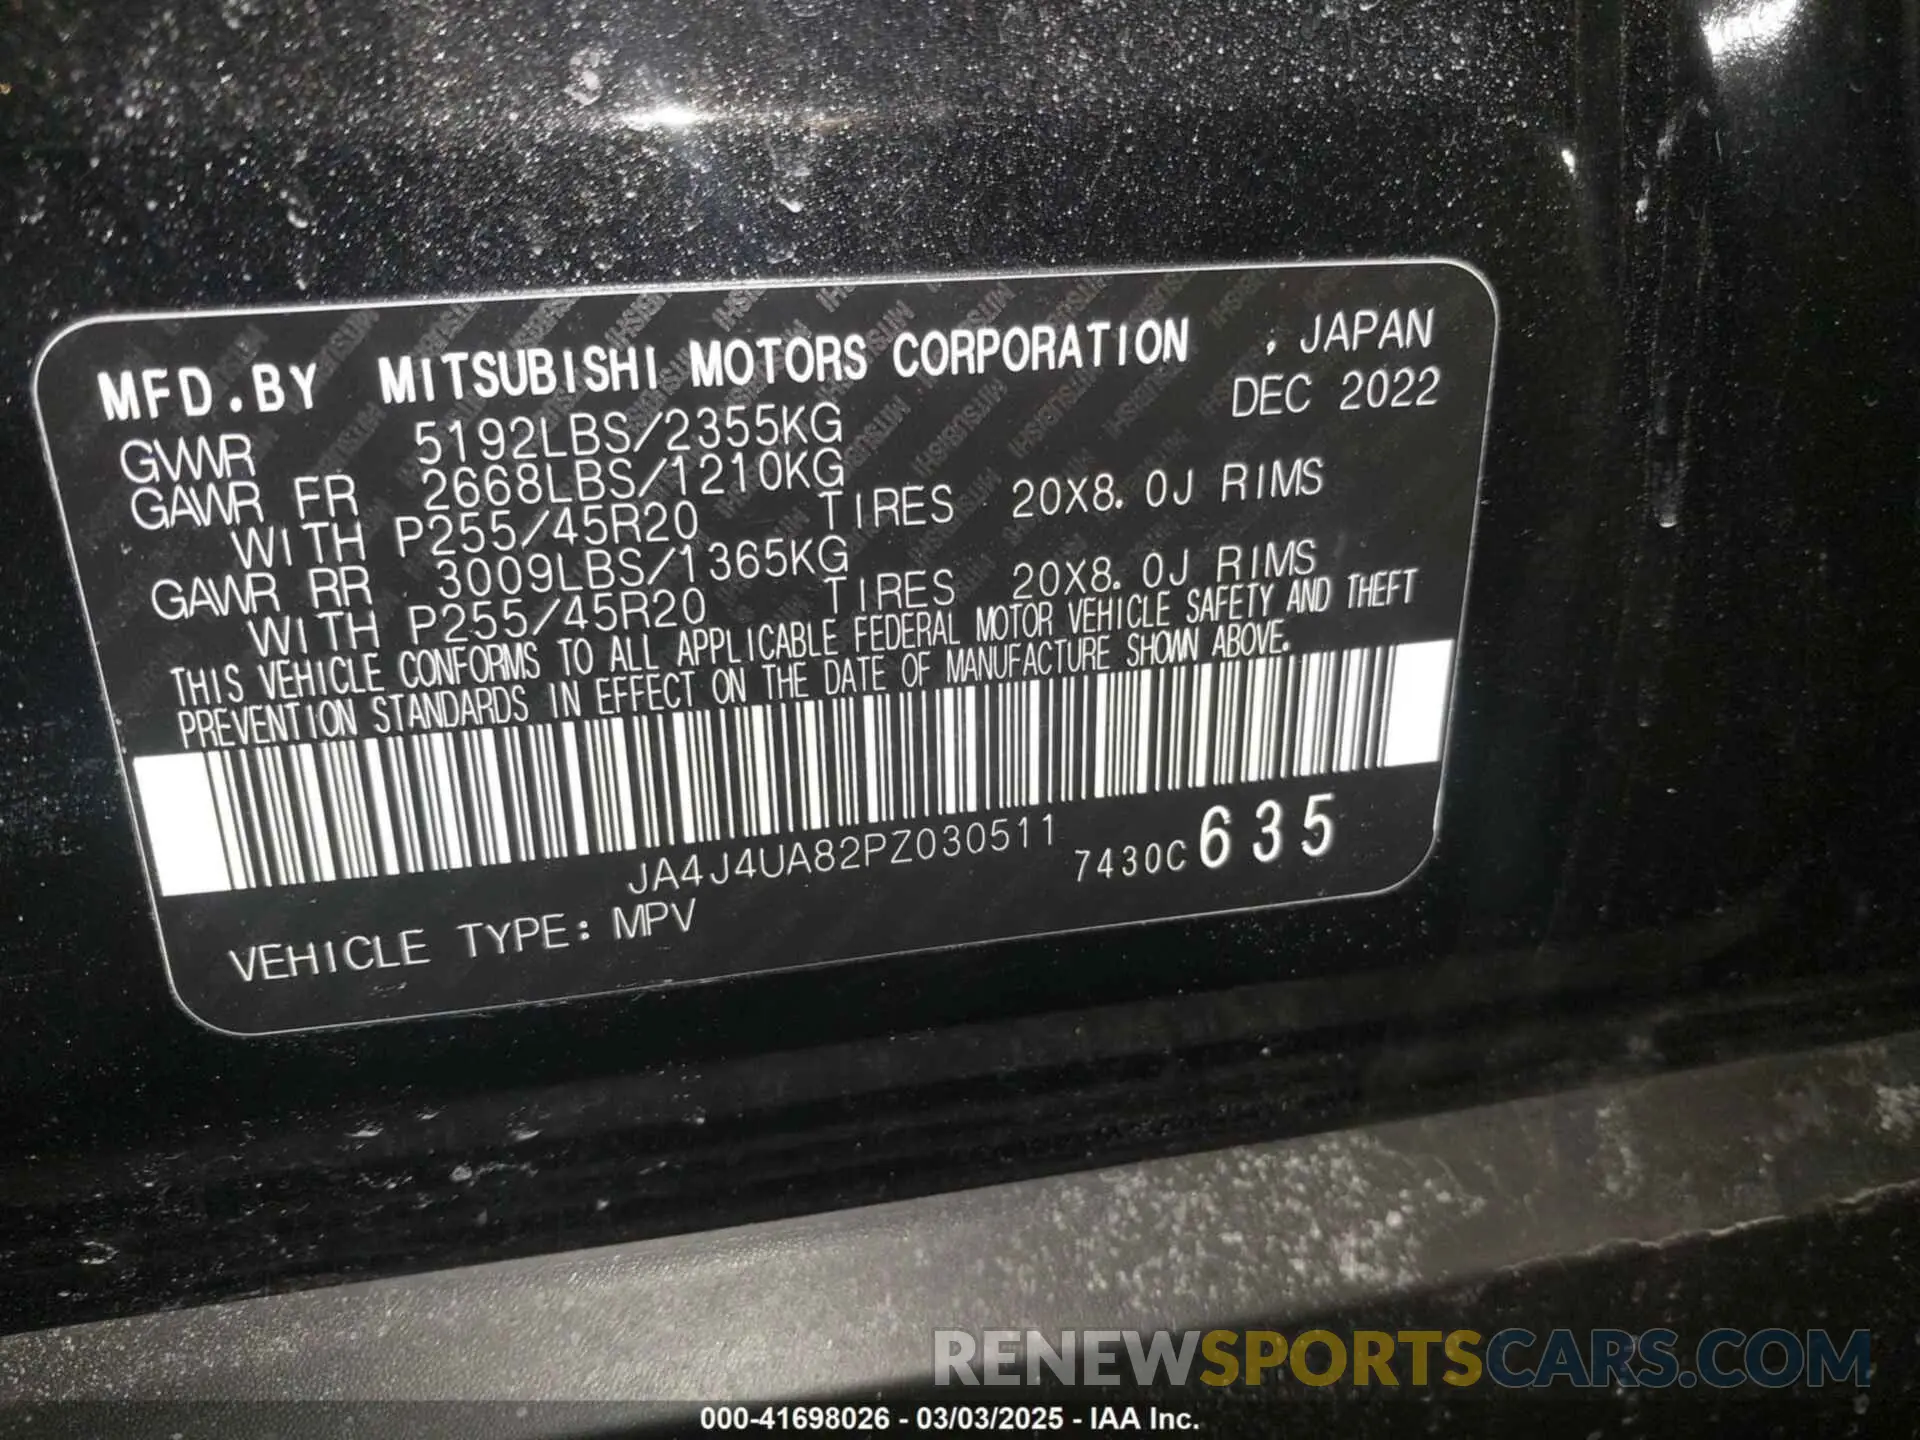 MFD.BY MITSUBISHI MOTORS CORPORATION , JAPAN
DEC 2022
GVWR 5192LBS/2355KG
GAWR FR 2668LBS/1210KG
WITH P255/45R20 TIRES 20X8.0J RIMS
GAWR RR 3009LBS/1365KG
WITH P255/45R20 TIRES 20X8.0J RIMS
THIS VEHICLE CONFORMS TO ALL APPLICABLE FEDERAL MOTOR VEHICLE SAFETY AND THEFT
PREVENTION STANDARDS IN EFFECT ON THE DATE OF MANUFACTURE SHOWN ABOVE.
JA4J4UA82PZ030511 7430C 635
VEHICLE TYPE: MPV
RENEWSPORTSCARS.COM
000-41698026 - 03/03/2025 - IAA Inc.